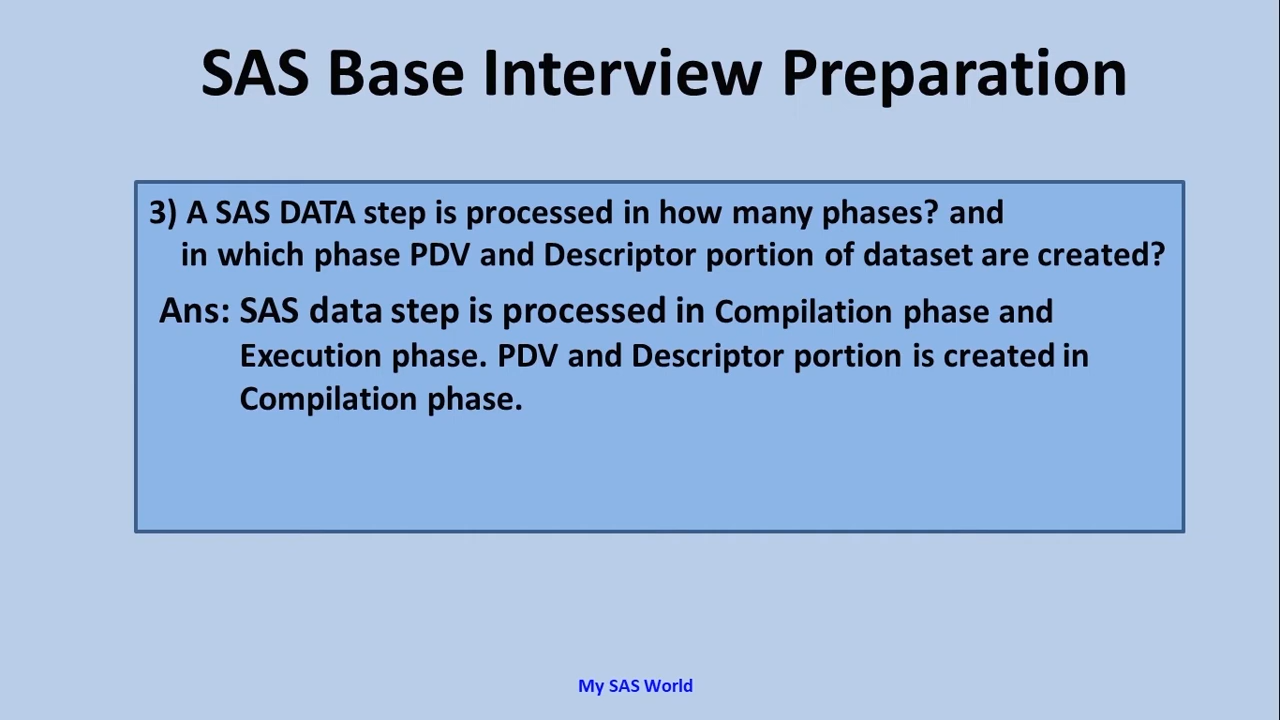 SAS Base Interview Preparation
3) A SAS DATA step is processed in how many phases? and
in which phase PDV and Descriptor portion of dataset are created?
Ans: SAS data step is processed in Compilation phase and
Execution phase. PDV and Descriptor portion is created in
Compilation phase.
My SAS World